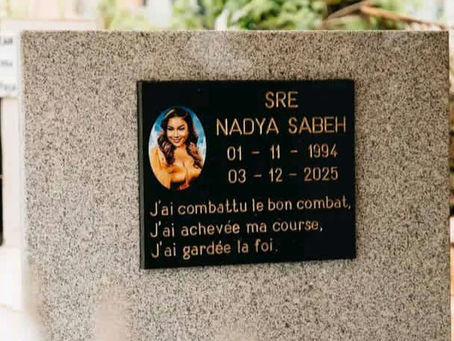 SRE
NADYA SABEH
01 - 11 - 1994
03 - 12 - 2025
J'ai combattu le bon combat,
J'ai achevée ma course,
J'ai gardée la foi.